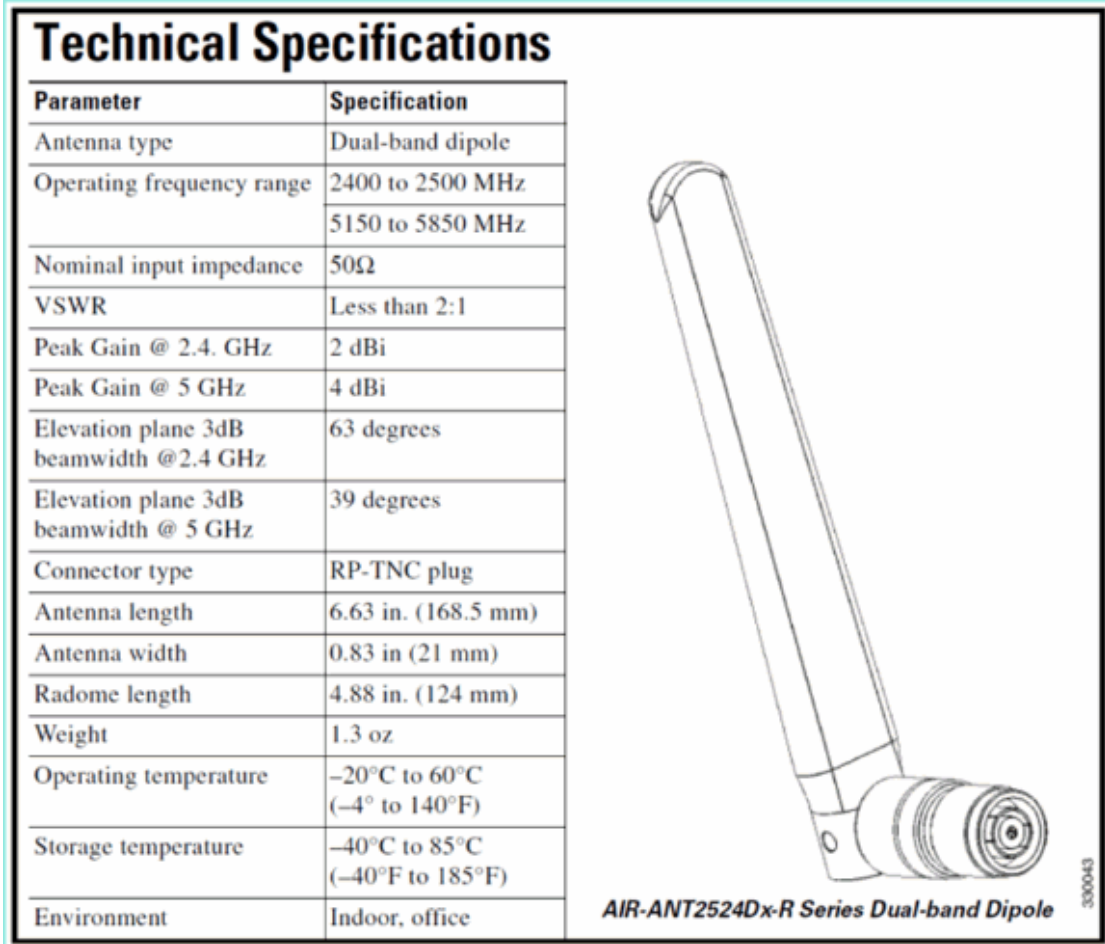 Technical Specifications
Parameter Specification
Antenna type Dual-band dipole
Operating frequency range 2400 to 2500 MHz
5150 to 5850 MHz
Nominal input impedance 50Ω
VSWR Less than 2:1
Peak Gain @ 2.4. GHz 2 dBi
Peak Gain @ 5 GHz 4 dBi
Elevation plane 3dB 63 degrees
beamwidth @2.4 GHz
Elevation plane 3dB 39 degrees
beamwidth @ 5 GHz
Connector type RP-TNC plug
Antenna length 6.63 in. (168.5 mm)
Antenna width 0.83 in (21 mm)
Radome length 4.88 in. (124 mm)
Weight 1.3 oz
Operating temperature –20°C to 60°C
(–4° to 140°F)
Storage temperature –40°C to 85°C
(–40°F to 185°F)
Environment Indoor, office
AIR-ANT2524Dx-R Series Dual-band Dipole
330043